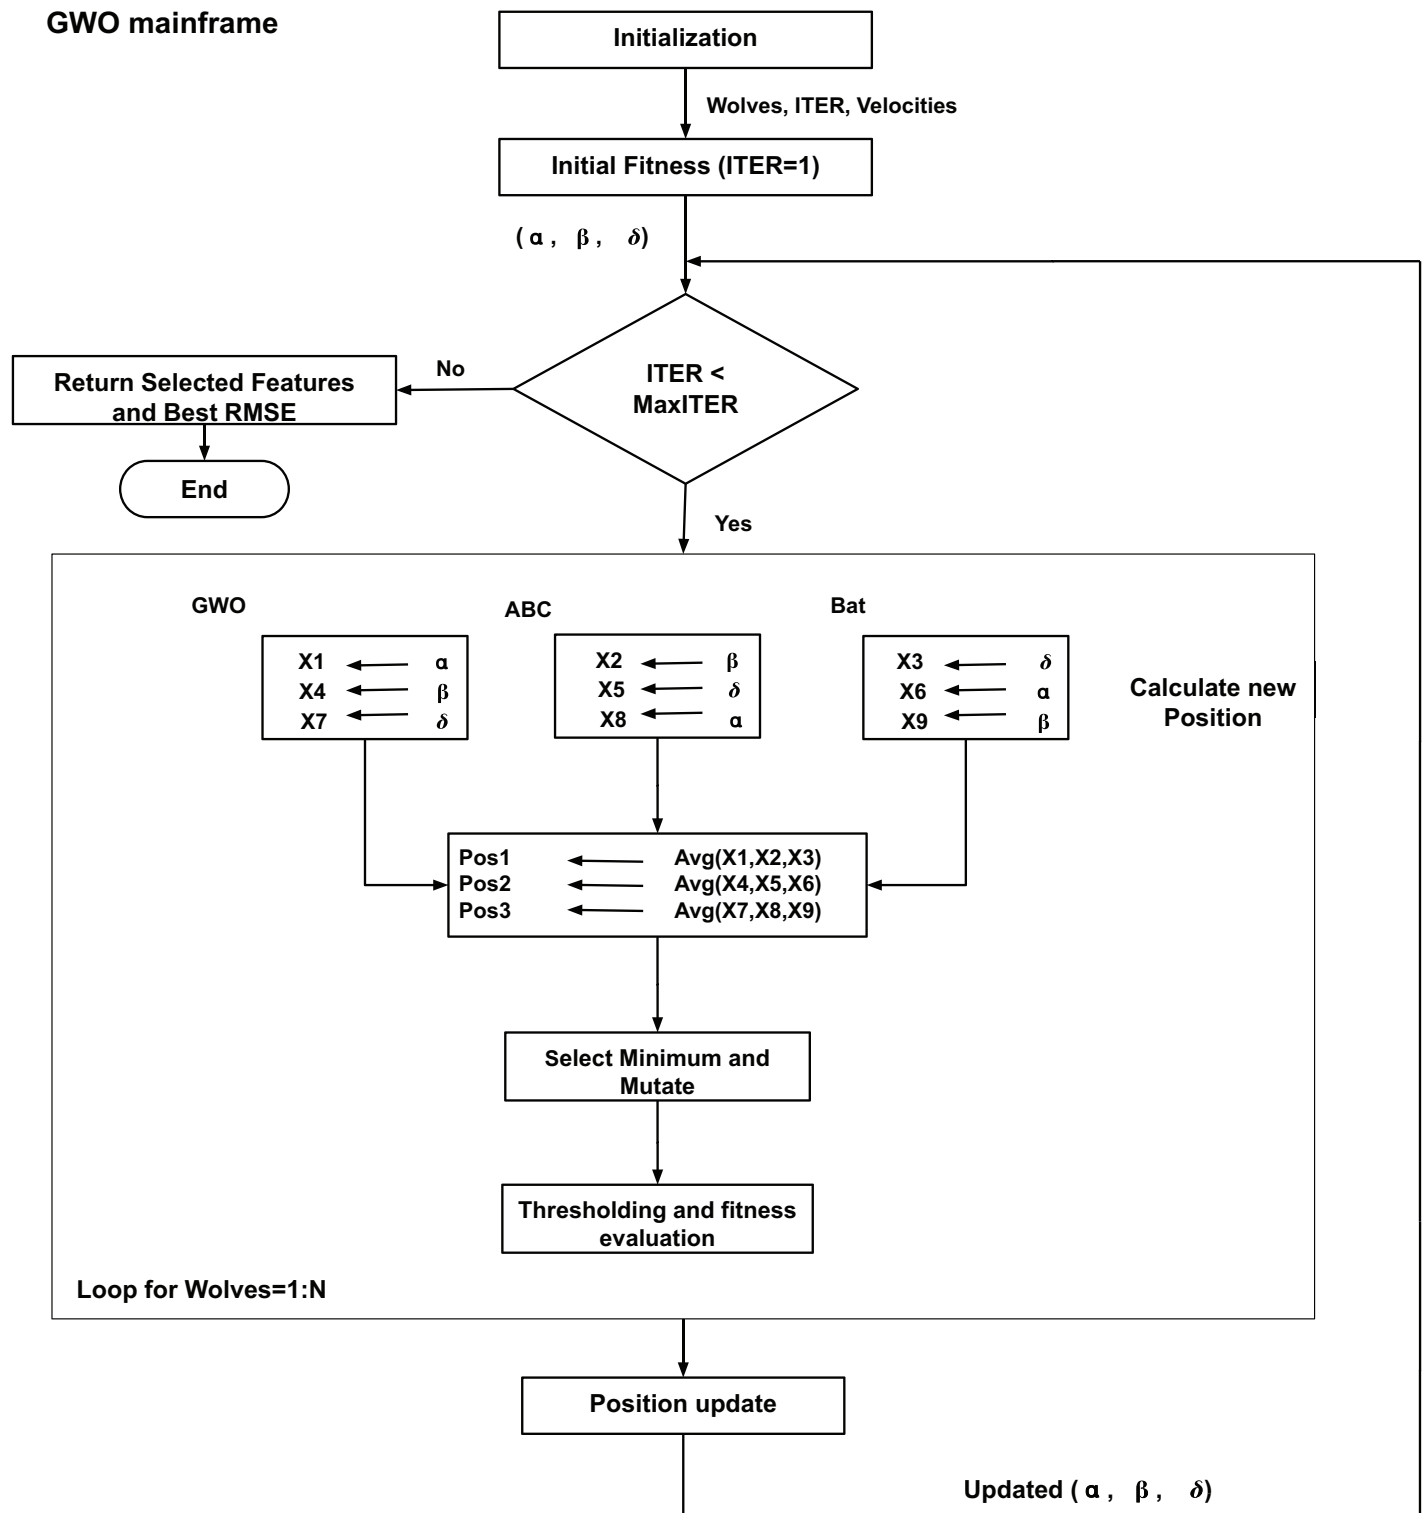 GWO mainframe
Initialization
Wolves, ITER, Velocities
Initial Fitness (ITER=1)
( α , β , δ)
ITER <
MaxITER
No
Return Selected Features
and Best RMSE
End
Yes
GWO
ABC
Bat
X1 α
X4 β
X7 δ
X2 β
X5 δ
X8 α
X3 δ
X6 α
X9 β
Calculate new
Position
Pos1 Avg(X1,X2,X3)
Pos2 Avg(X4,X5,X6)
Pos3 Avg(X7,X8,X9)
Select Minimum and
Mutate
Thresholding and fitness
evaluation
Loop for Wolves=1:N
Position update
Updated ( α , β , δ)